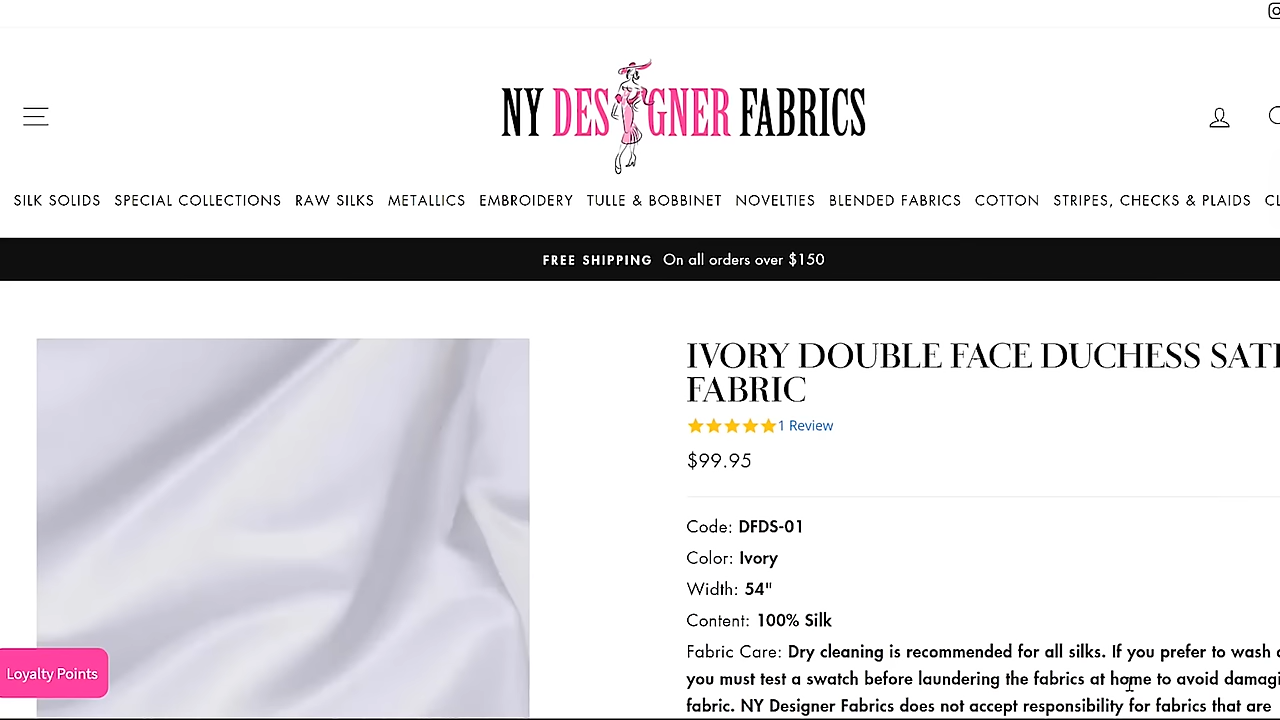 NY DESIGNER FABRICS
SILK SOLIDS SPECIAL COLLECTIONS RAW SILKS METALLICS EMBROIDERY TULLE & BOBBINET NOVELTIES BLENDED FABRICS COTTON STRIPES, CHECKS & PLAIDS
FREE SHIPPING On all orders over $150
IVORY DOUBLE FACE DUCHESS
FABRIC
1 Review
$99.95
Code: DFDS-01
Color: Ivory
Width: 54"
Content: 100% Silk
Fabric Care: Dry cleaning is recommended for all silks. If you prefer to wash
you must test a swatch before laundering the fabrics at home to avoid
fabric. NY Designer Fabrics does not accept responsibility for fabrics that are
Loyalty Points